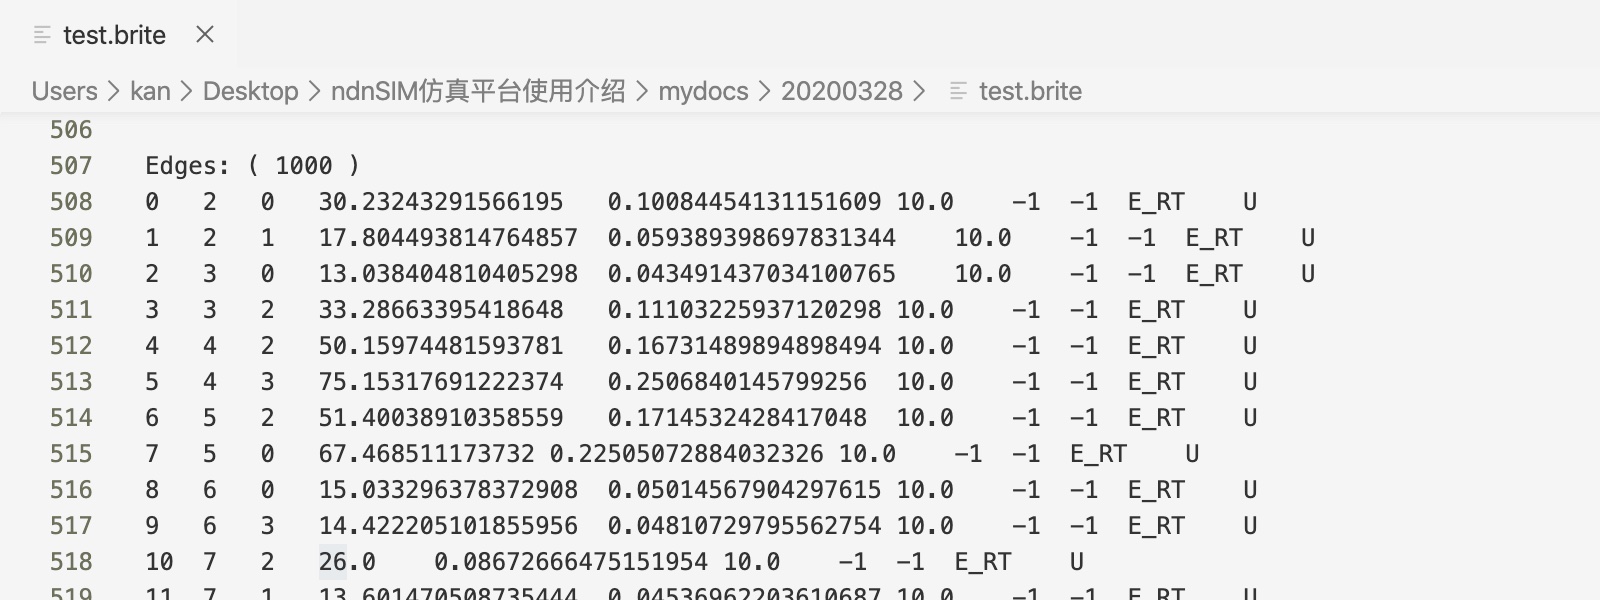 test.brite
Users > kan > Desktop > ndnSIM仿真平台使用介绍 > mydocs > 20200328 > test.brite
506
507 Edges: ( 1000 )
508 0 2 0 30.23243291566195 0.10084454131151609 10.0 -1 -1 E_RT U
509 1 2 1 17.804493814764857 0.059389398697831344 10.0 -1 -1 E_RT U
510 2 3 0 13.038404810405298 0.043491437034100765 10.0 -1 -1 E_RT U
511 3 3 2 33.28663395418648 0.11103225937120298 10.0 -1 -1 E_RT U
512 4 4 2 50.15974481593781 0.16731489894898494 10.0 -1 -1 E_RT U
513 5 4 3 75.15317691222374 0.2506840145799256 10.0 -1 -1 E_RT U
514 6 5 2 51.40038910358559 0.1714532428417048 10.0 -1 -1 E_RT U
515 7 5 0 67.468511173732 0.22505072884032326 10.0 -1 -1 E_RT U
516 8 6 0 15.033296378372908 0.05014567904297615 10.0 -1 -1 E_RT U
517 9 6 3 14.422205101855956 0.04810729795562754 10.0 -1 -1 E_RT U
518 10 7 2 26.0 0.08672666475151954 10.0 -1 -1 E_RT U
519 11 7 1 13.601470508735444 0.04536962203610687 10.0 -1 -1 E_RT U